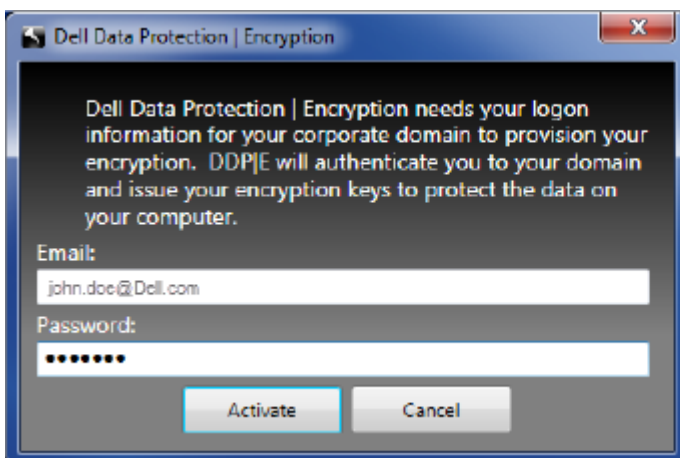 Dell Data Protection | Encryption
X
Dell Data Protection | Encryption needs your logon
information for your corporate domain to provision your
encryption. DDP|E will authenticate you to your domain
and issue your encryption keys to protect the data on
your computer.
Email:
john.doe@Dell.com
Password:
•••••••
Activate Cancel